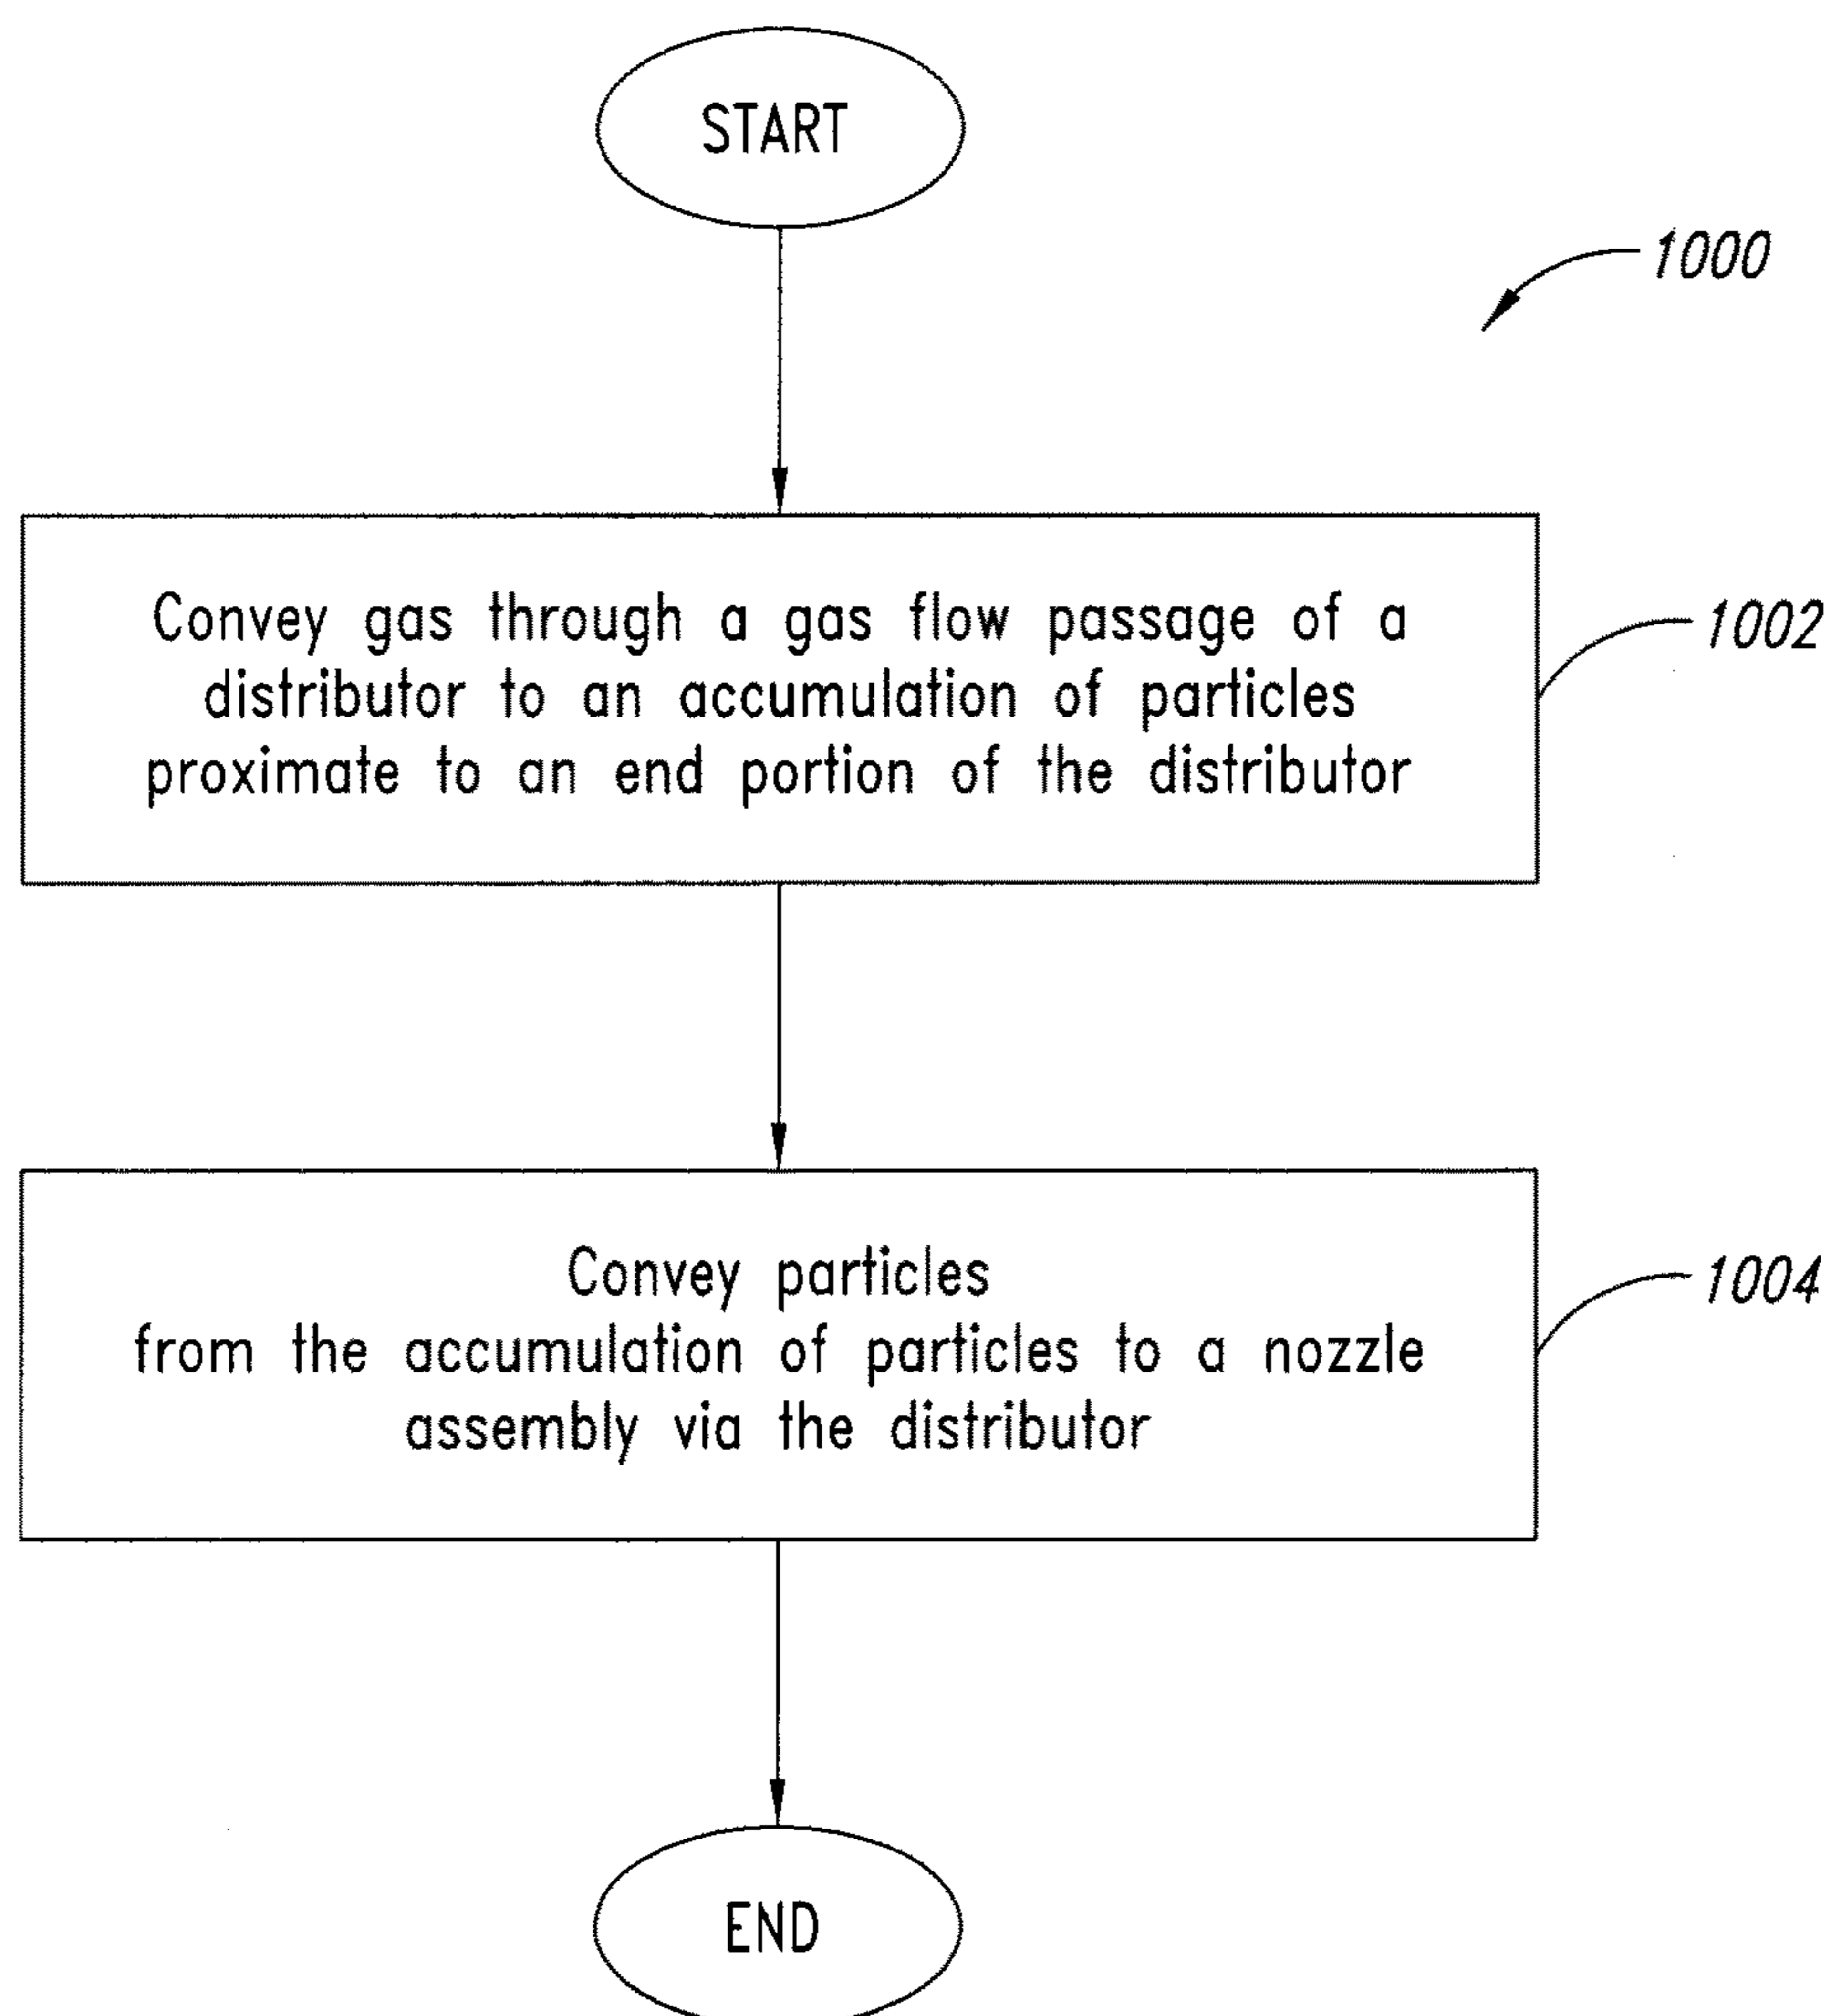 START
1000
Convey gas through a gas flow passage of a
distributor to an accumulation of particles
proximate to an end portion of the distributor
1002
Convey particles
from the accumulation of particles to a nozzle
assembly via the distributor
1004
END